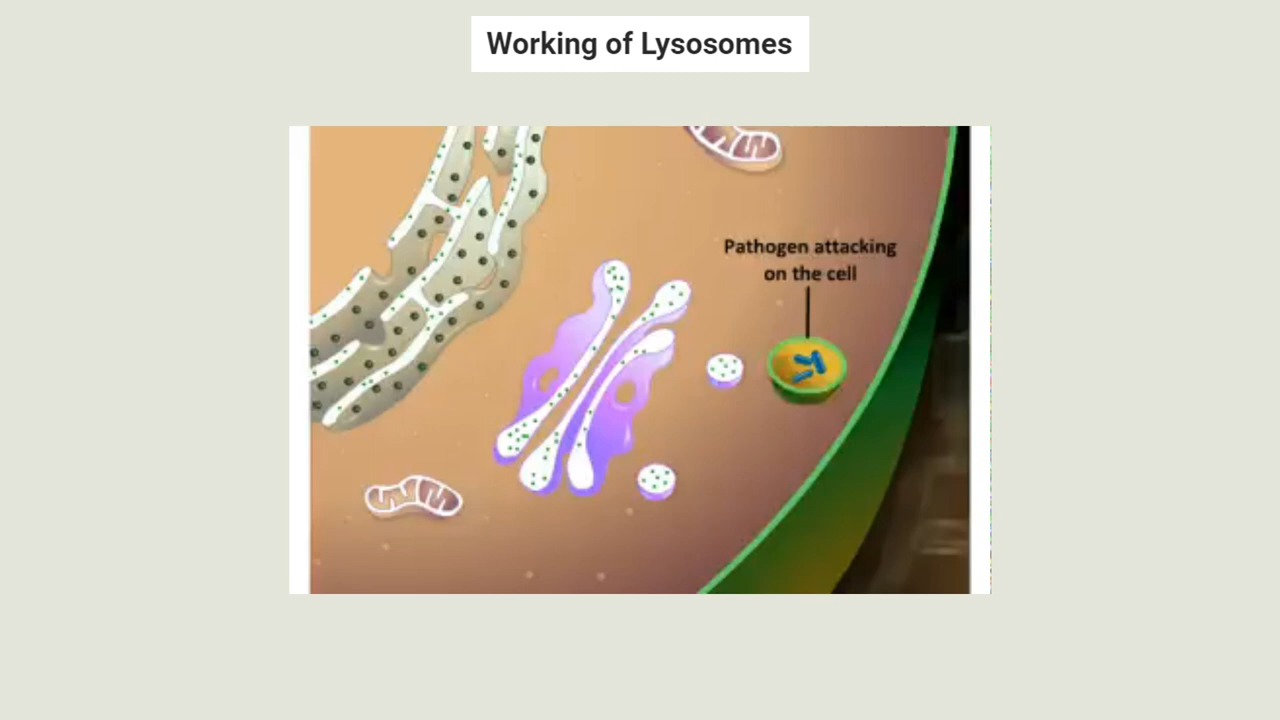 Working of Lysosomes
Pathogen attacking
on the cell